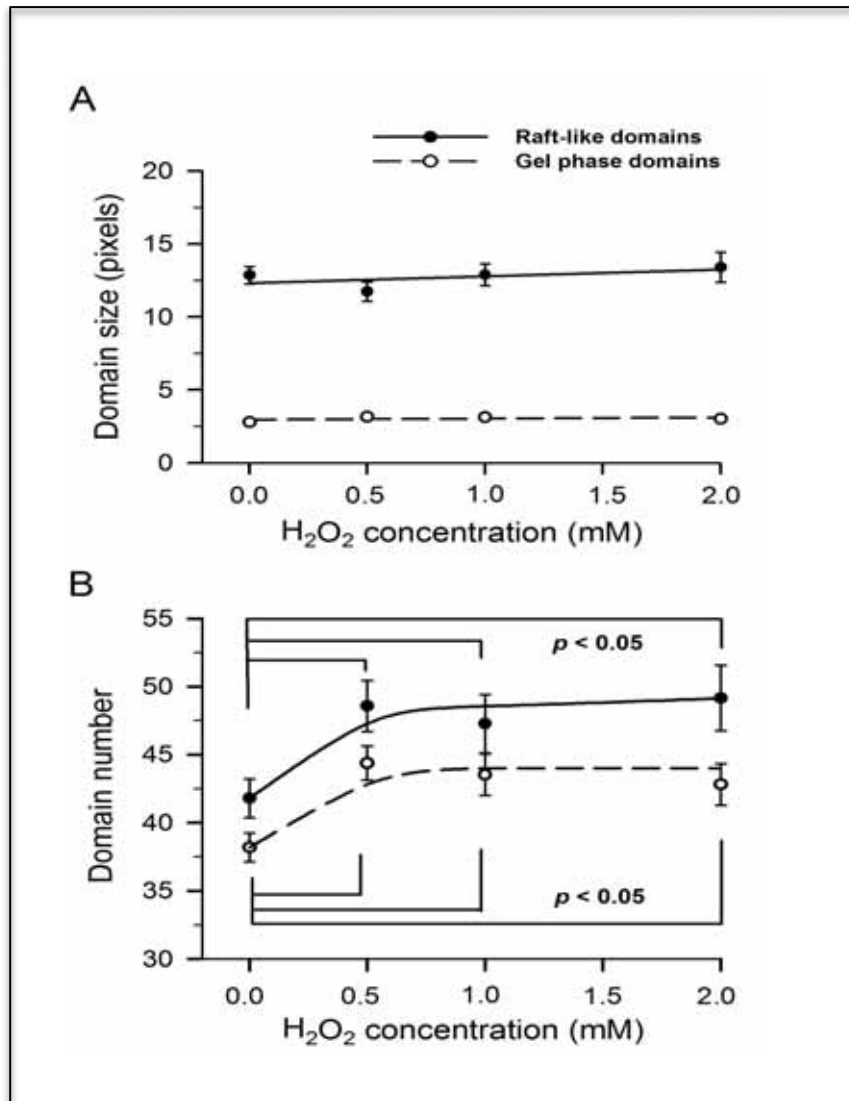 A
Raft-like domains
Gel phase domains
Domain size (pixels)
20
15
10
5
0
0.0 0.5 1.0 1.5 2.0
H₂O₂ concentration (mM)
B
Domain number
55
50
45
40
35
30
p < 0.05
p < 0.05
0.0 0.5 1.0 1.5 2.0
H₂O₂ concentration (mM)